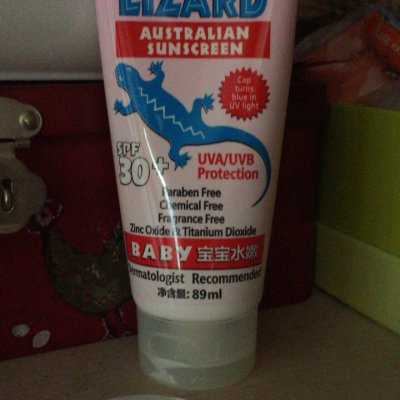 LIZARD
AUSTRALIAN
SUNSCREEN
Cap
turns
blue in
UV light
SPF
30+
UVA/UVB
Protection
Paraben Free
Chemical Free
Fragrance Free
Zinc Oxide & Titanium Dioxide
BABY 宝宝水嫩
Dermatologist Recommended
净含量: 89ml